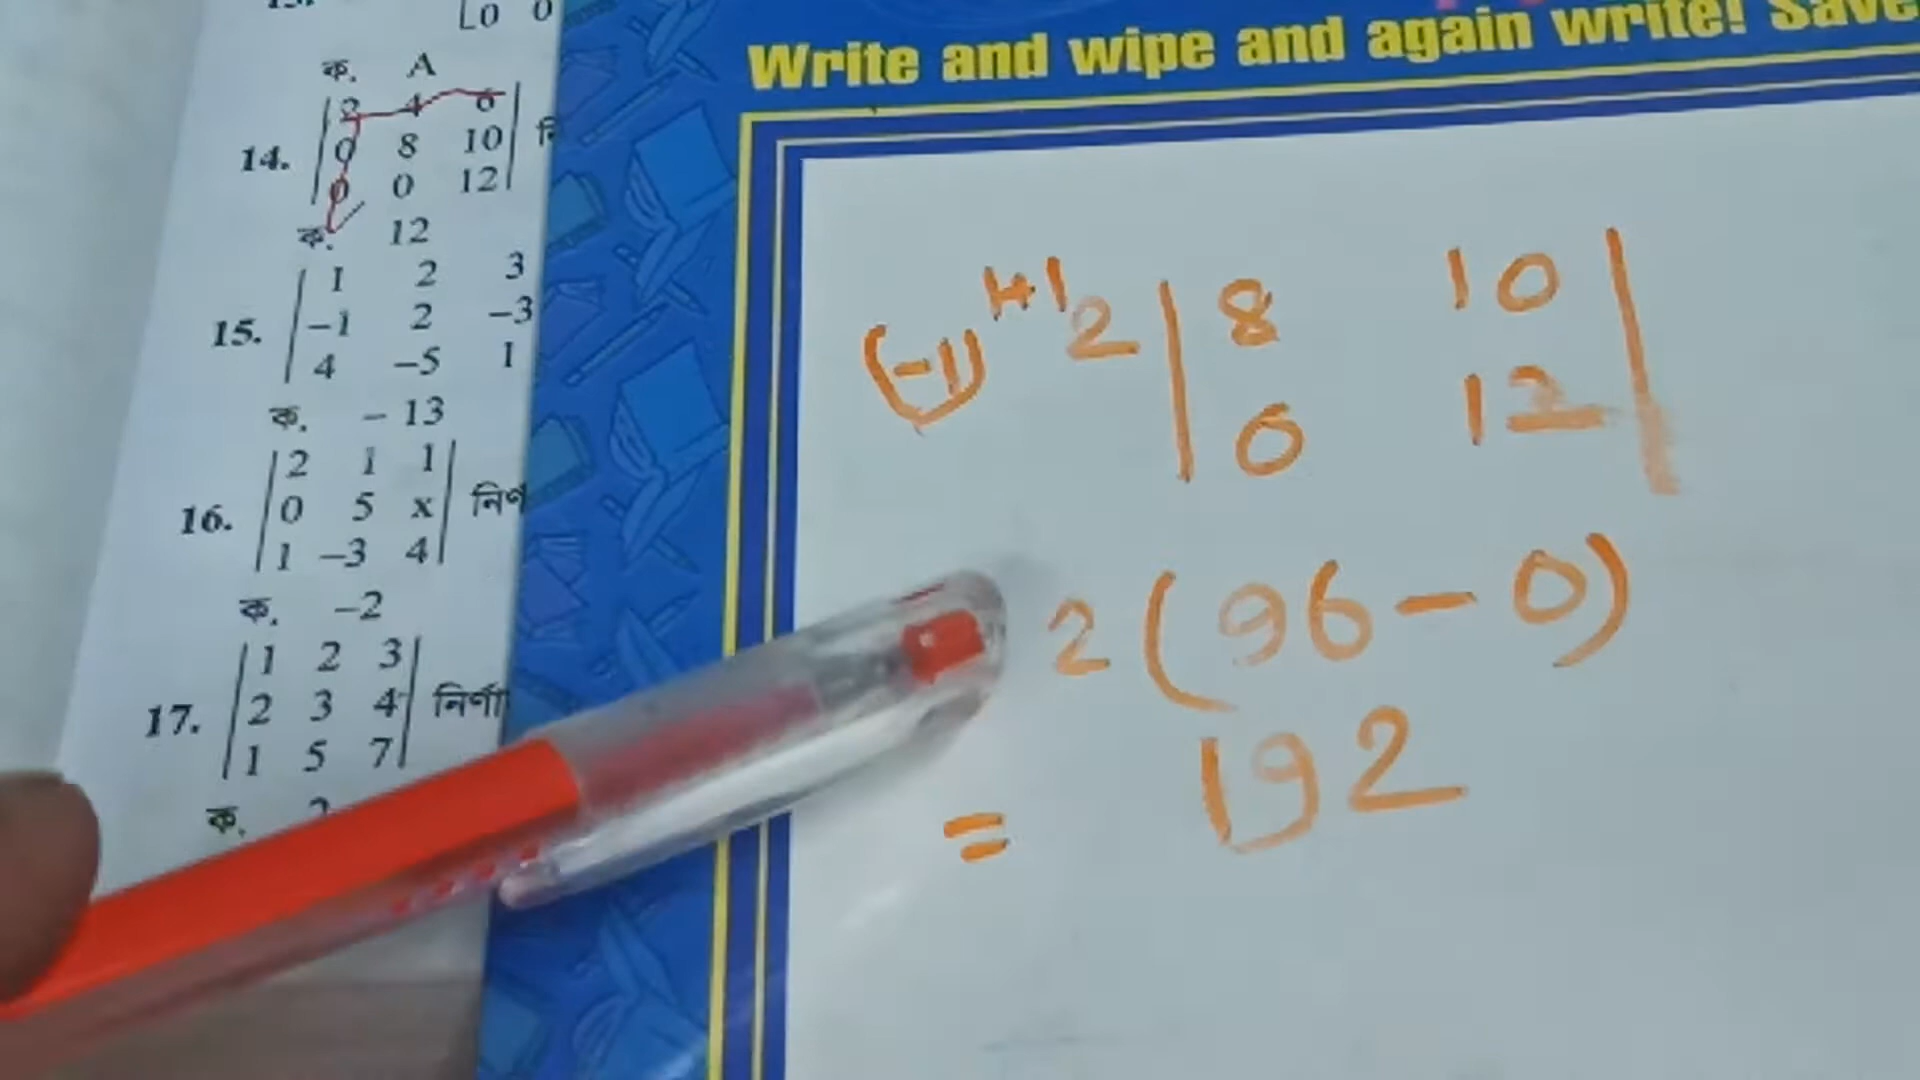 0 0
Write and wipe and again write! Save
ক. A
2 4 6
14. 0 8 10
0 0 12
ক. 12
1 2 3
15. -1 2 -3
4 -5 1
ক. - 13
2 1 1
16. 0 5 x
1 -3 4
ক. -2
1 2 3
17. 2 3 4
1 5 7
ক.
(-1)^1+1 2 | 8 10 |
0 12
2 (96 - 0)
= 192